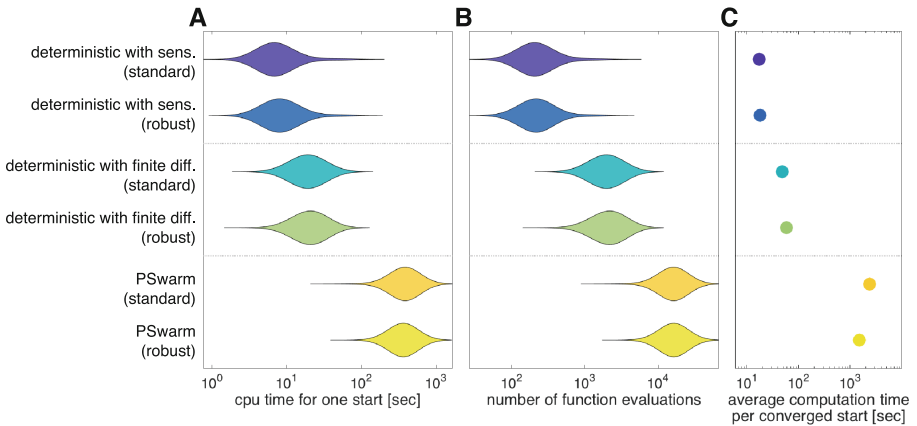 A
B
C
deterministic with sens.
(standard)
deterministic with sens.
(robust)
deterministic with finite diff.
(standard)
deterministic with finite diff.
(robust)
PSwarm
(standard)
PSwarm
(robust)
10⁰ 10¹ 10² 10³
cpu time for one start [sec]
10² 10³ 10⁴
number of function evaluations
10¹ 10² 10³
average computation time
per converged start [sec]